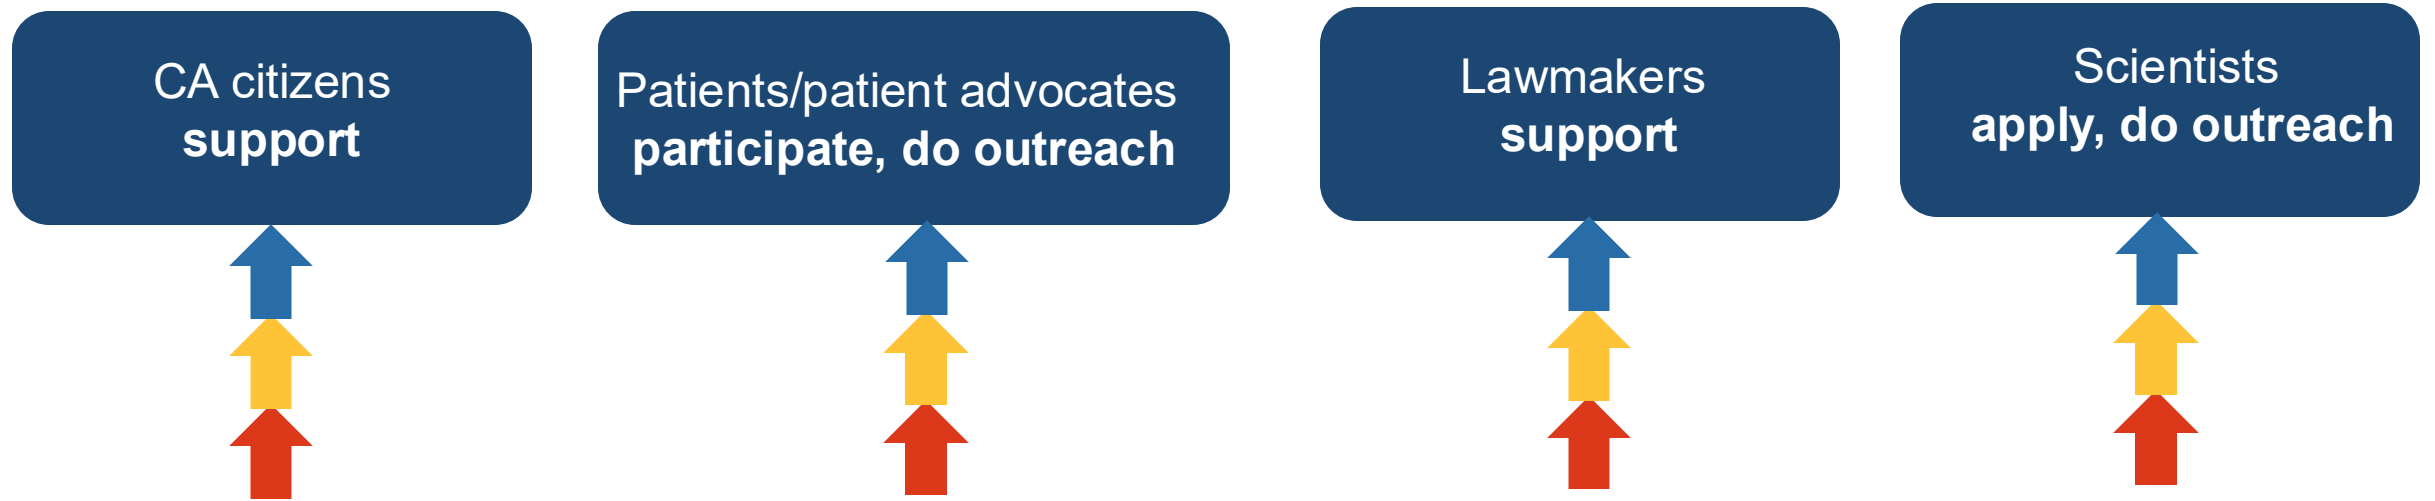 CA citizens
support
Patients/patient advocates
participate, do outreach
Lawmakers
support
Scientists
apply, do outreach